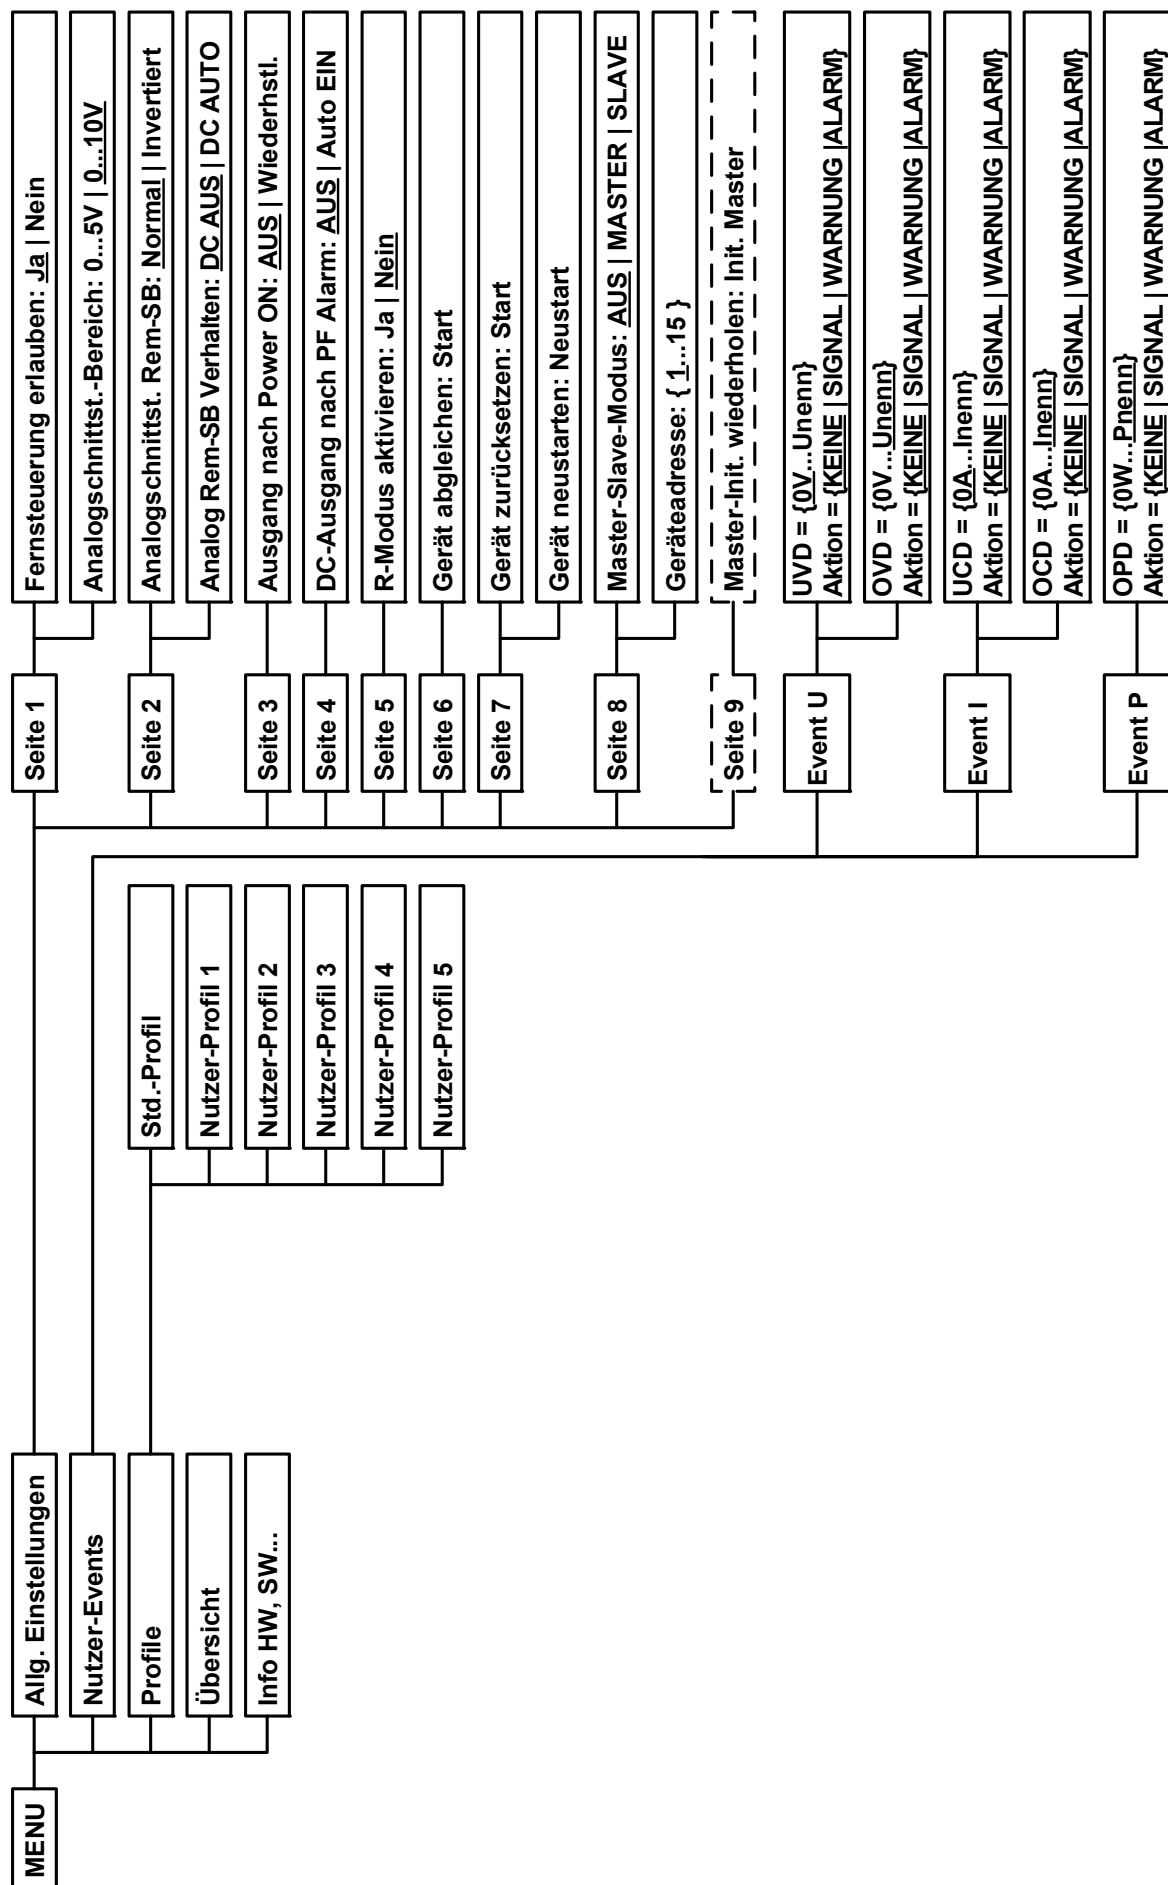 MENU
Allg. Einstellungen
Nutzer-Events
Profile
Übersicht
Info HW, SW...
Std.-Profil
Nutzer-Profil 1
Nutzer-Profil 2
Nutzer-Profil 3
Nutzer-Profil 4
Nutzer-Profil 5
Seite 1
Fernsteuerung erlauben: Ja | Nein
Analogschnittst.-Bereich: 0...5V | 0...10V
Seite 2
Analogschnittst. Rem-SB: Normal | Invertiert
Analog Rem-SB Verhalten: DC AUS | DC AUTO
Seite 3
Ausgang nach Power ON: AUS | Wiederhstl.
Seite 4
DC-Ausgang nach PF Alarm: AUS | Auto EIN
Seite 5
R-Modus aktivieren: Ja | Nein
Seite 6
Gerät abgleichen: Start
Seite 7
Gerät zurücksetzen: Start
Gerät neustarten: Neustart
Seite 8
Master-Slave-Modus: AUS | MASTER | SLAVE
Geräteadresse: { 1...15 }
Seite 9
Master-Init. wiederholen: Init. Master
Event U
UVD = {0V...Unenn}
Aktion = {KEINE | SIGNAL | WARNUNG |ALARM}
OVD = {0V...Unenn}
Aktion = {KEINE | SIGNAL | WARNUNG |ALARM}
Event I
UCD = {0A...Inenn}
Aktion = {KEINE | SIGNAL | WARNUNG |ALARM}
OCD = {0A...Inenn}
Aktion = {KEINE | SIGNAL | WARNUNG |ALARM}
Event P
OPD = {0W...Pnenn}
Aktion = {KEINE | SIGNAL | WARNUNG |ALARM}